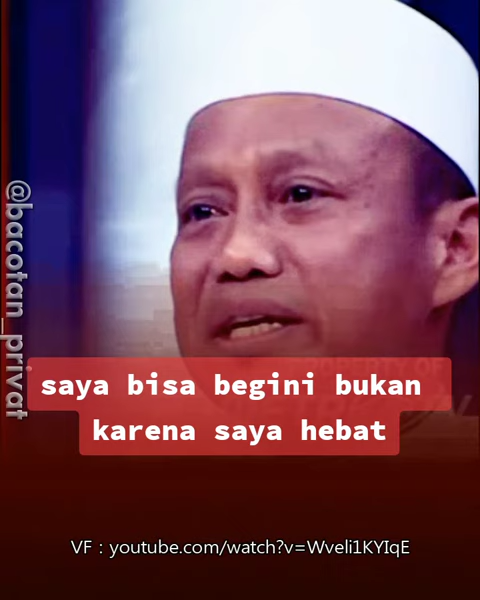 @bacotan_privat
saya bisa begini bukan
karena saya hebat
VF : youtube.com/watch?v=Wveli1KYIqE